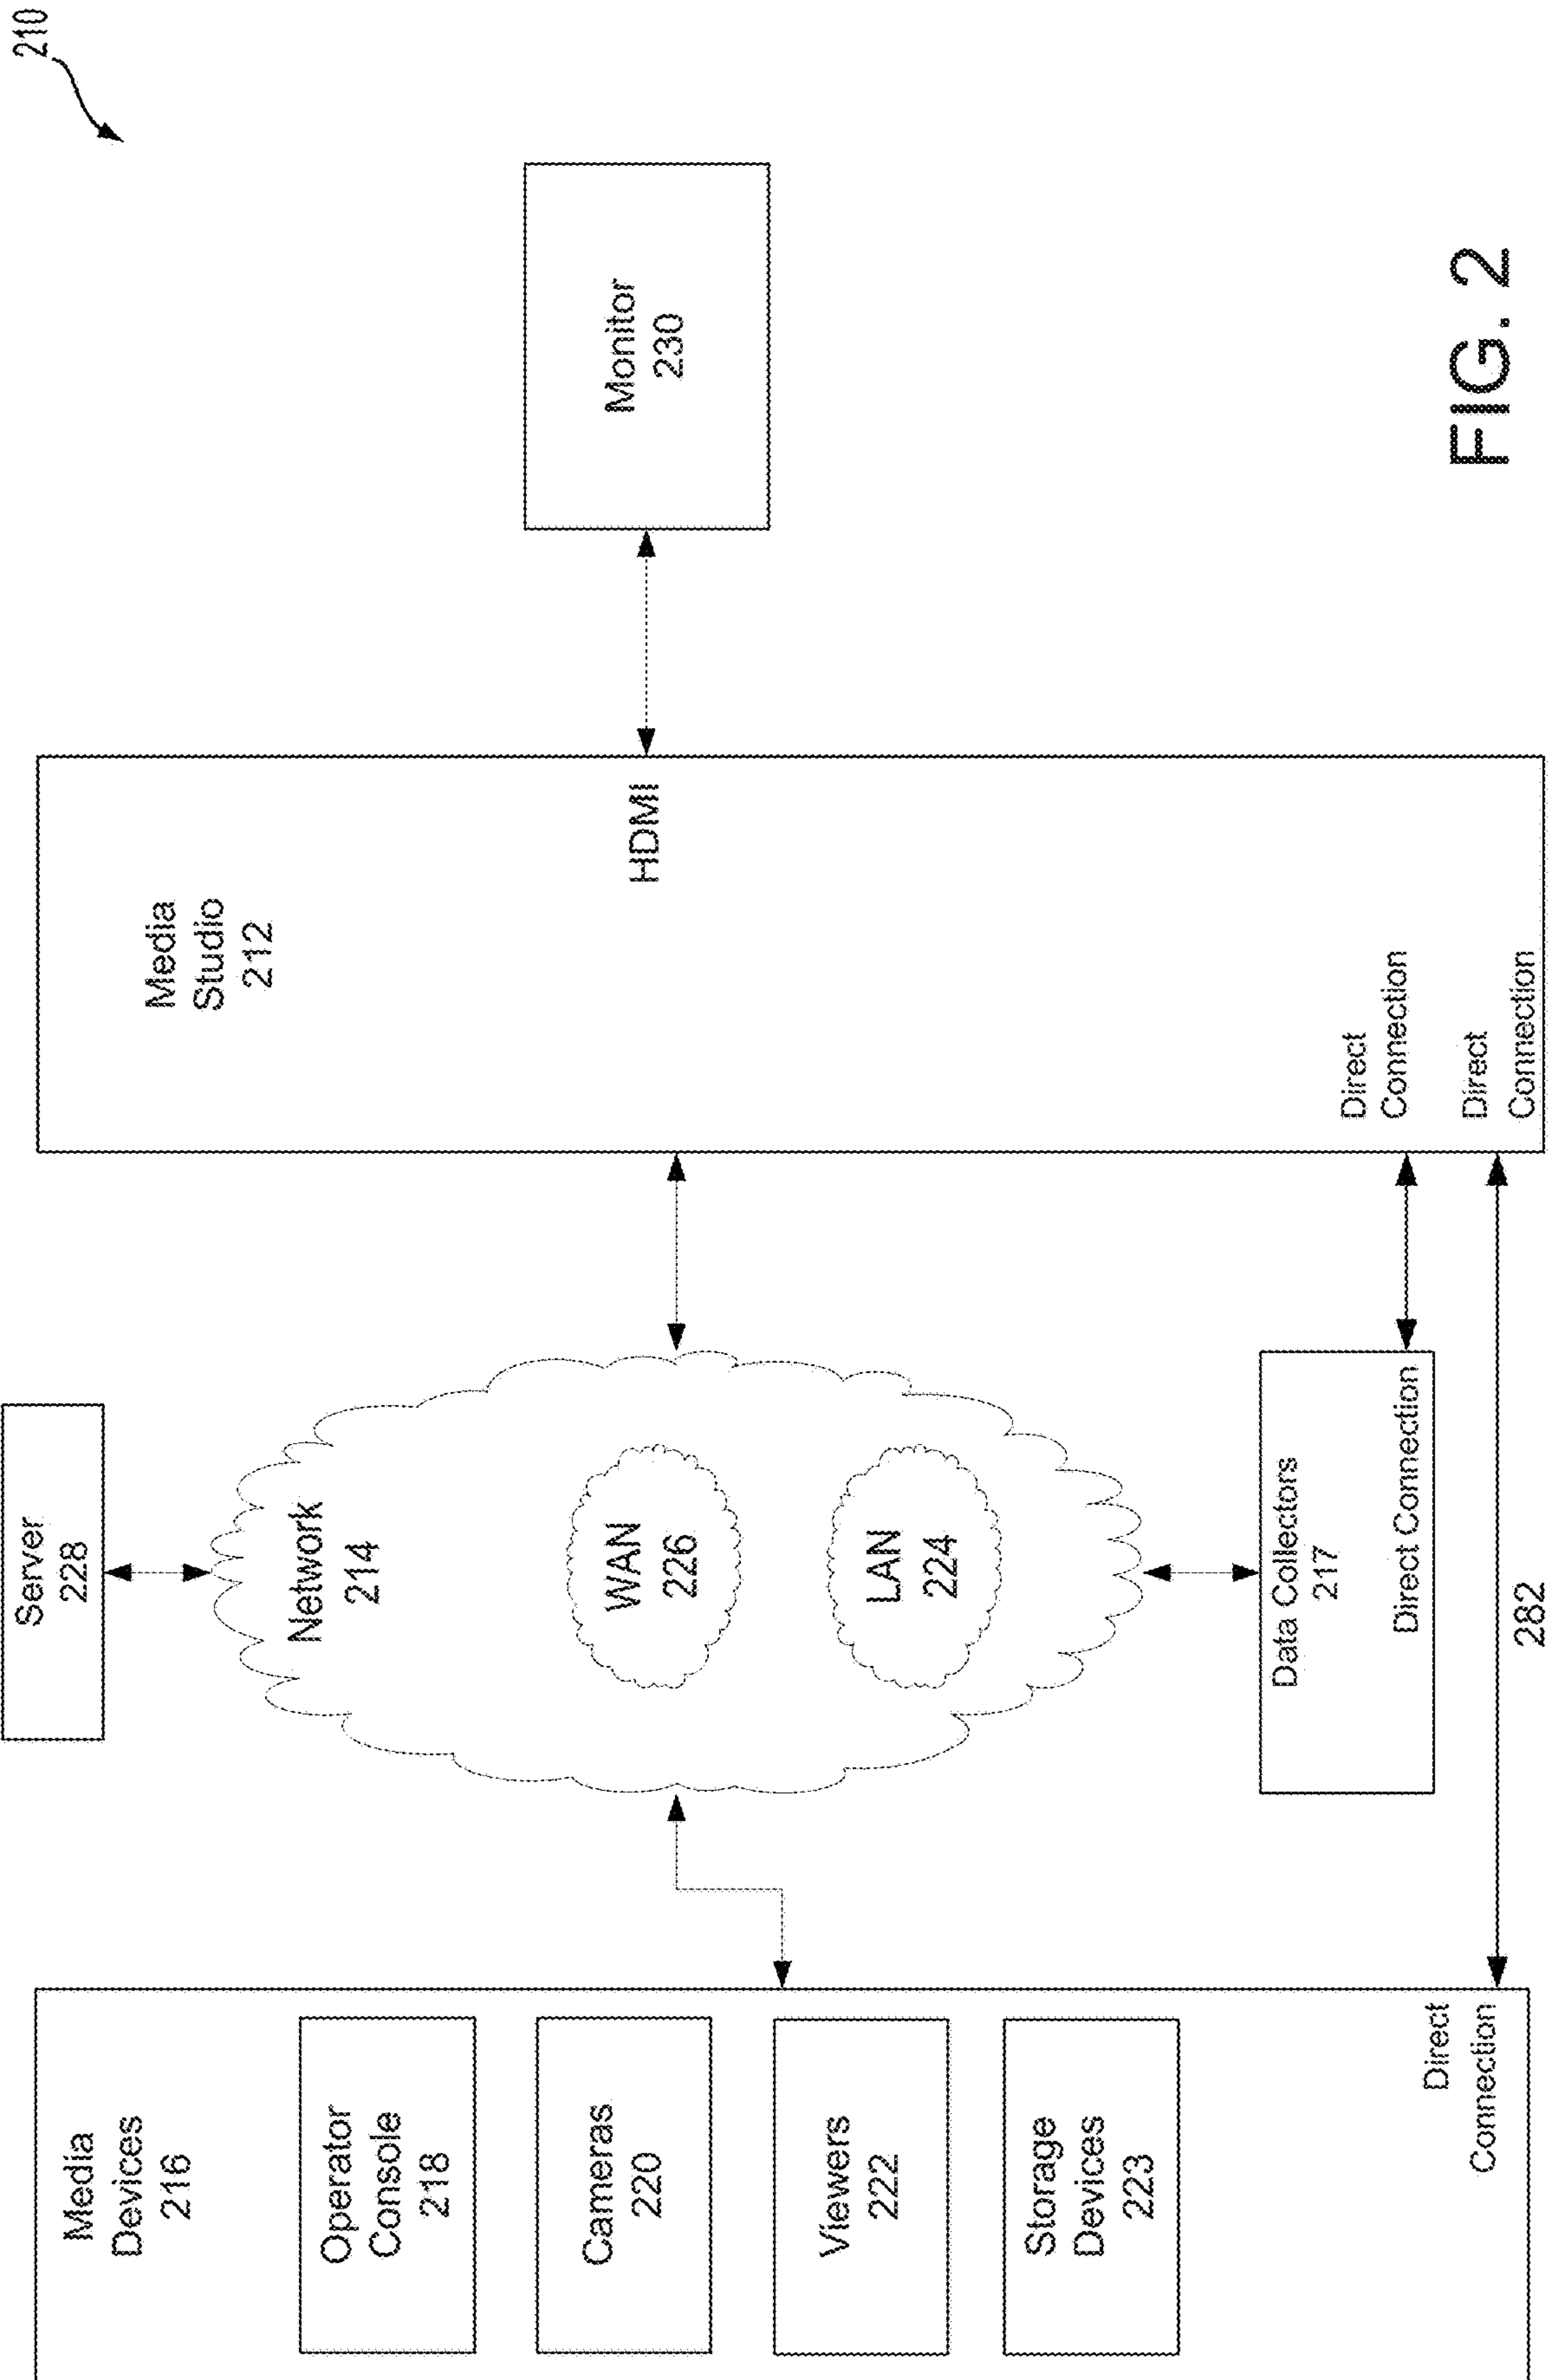 210
Server
228
Media
Devices
216
Operator
Console
218
Cameras
220
Viewers
222
Storage
Devices
223
Direct
Connection
Network
214
WAN
226
LAN
224
Data Collectors
217
Direct Connection
282
Media
Studio
212
HDMI
Direct
Connection
Direct
Connection
Monitor
230
FIG. 2